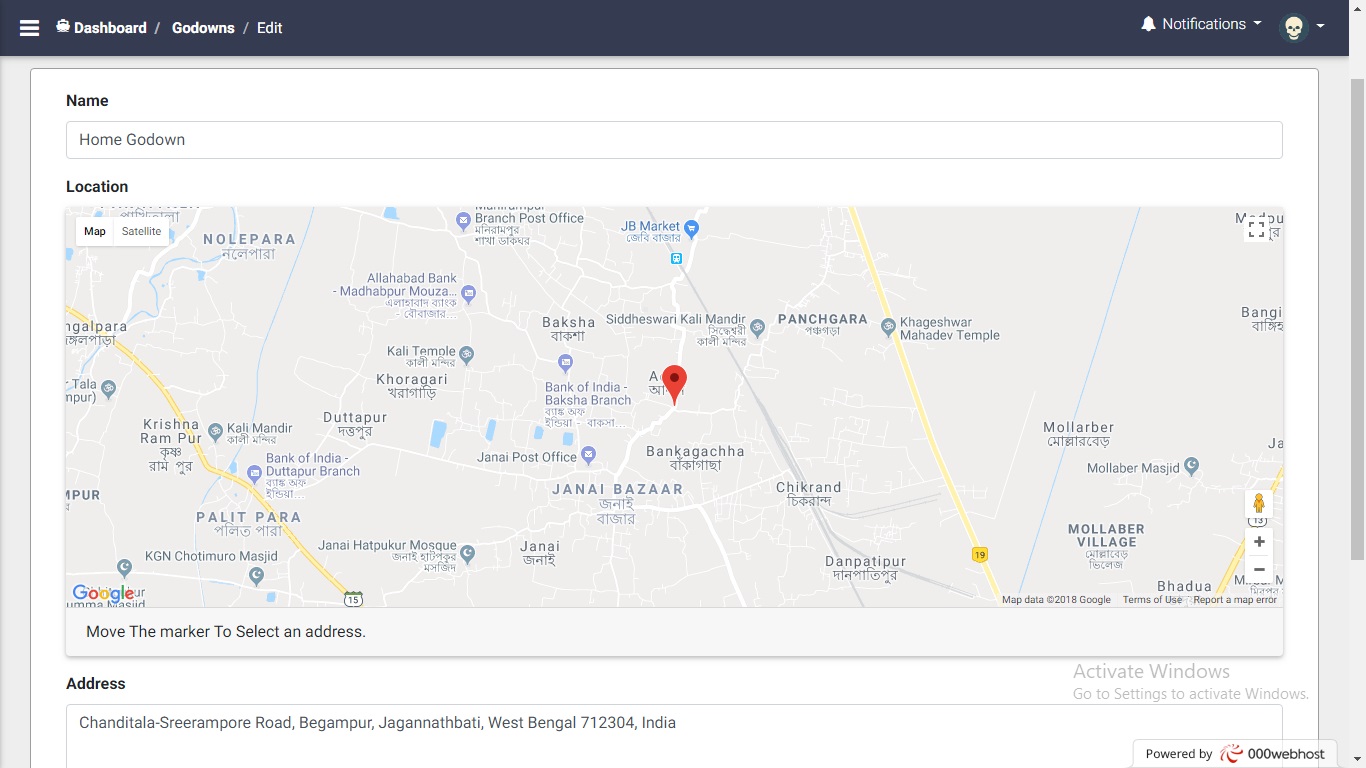 Dashboard / Godowns / Edit
Notifications
Name
Home Godown
Location
Map Satellite
NOLEPARA
নলেপারা
Branch Post Office
মনিরামপুর
শাখা ডাকঘর
JB Market
জেবি বাজার
Allahabad Bank
- Madhabpur Mouza...
এলাহাবাদ ব্যাংক
Baksha
বাকশা
Siddheswari Kali Mandir
সিদ্ধেশ্বরী
কালী মন্দির
PANCHGARA
পঞ্চগড়া
Khageshwar
Mahadev Temple
Bangi
বাঙ্গি
ngalpara
Kali Temple
কালী মন্দির
Khoragari
খরাগাড়ি
Bank of India -
Baksha Branch
ব্যাঙ্ক অফ
ইন্ডিয়া - বাকসা...
Tala
Duttapur
দত্তপুর
Krishna
Ram Pur
কৃষ্ণ
রাম পুর
Kali Mandir
কালী মন্দির
Bank of India -
Duttapur Branch
ব্যাঙ্ক অফ
ইন্ডিয়া...
Janai Post Office
Bankagachha
বাঁকাগাছা
Mollarber
মোল্লারবেড়
Mollaber Masjid
JANAI BAZAAR
জনাই
বাজার
Chikrand
চিকরান্দ
MPUR
PALIT PARA
পলিত পারা
MOLLABER
VILLAGE
মোল্লাবেড়
ভিলেজ
13
KGN Chotimuro Masjid
Janai Hatpukur Mosque
জনাই হাটপুকুর
মসজিদ
Janai
জনাই
Danpatipur
দানপাতিপুর
19
Bhadua
15
Google
Map data ©2018 Google Terms of Use Report a map error
Move The marker To Select an address.
Address
Chanditala-Sreerampore Road, Begampur, Jagannathbati, West Bengal 712304, India
Activate Windows
Go to Settings to activate Windows.
Powered by 000webhost